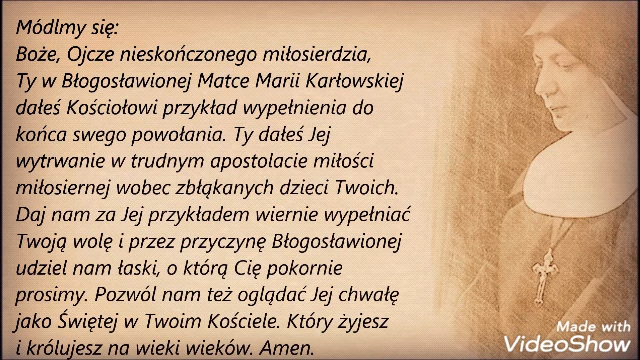 Módlmy się:
Boże, Ojcze nieskończonego miłosierdzia,
Ty w Błogosławionej Matce Marii Karłowskiej
dałeś Kościołowi przykład wypełnienia do
końca swego powołania. Ty dałeś Jej
wytrwanie w trudnym apostolacie miłości
miłosiernej wobec zbłąkanych dzieci Twoich.
Daj nam za Jej przykładem wiernie wypełniać
Twoją wolę i przez przyczynę Błogosławionej
udziel nam łaski, o którą Cię pokornie
prosimy. Pozwól nam też oglądać Jej chwałę
jako Świętej w Twoim Kościele. Który żyjesz
i królujesz na wieki wieków. Amen.
Made with
VideoShow